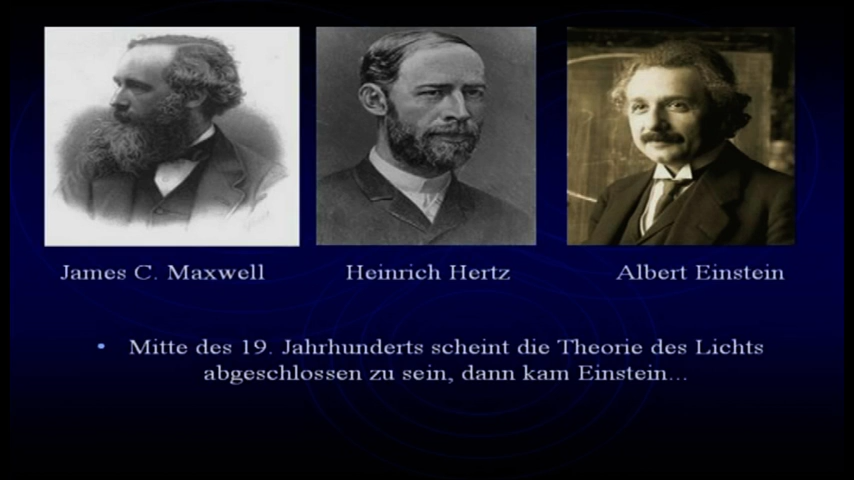 James C. Maxwell
Heinrich Hertz
Albert Einstein
• Mitte des 19. Jahrhunderts scheint die Theorie des Lichts
abgeschlossen zu sein, dann kam Einstein...